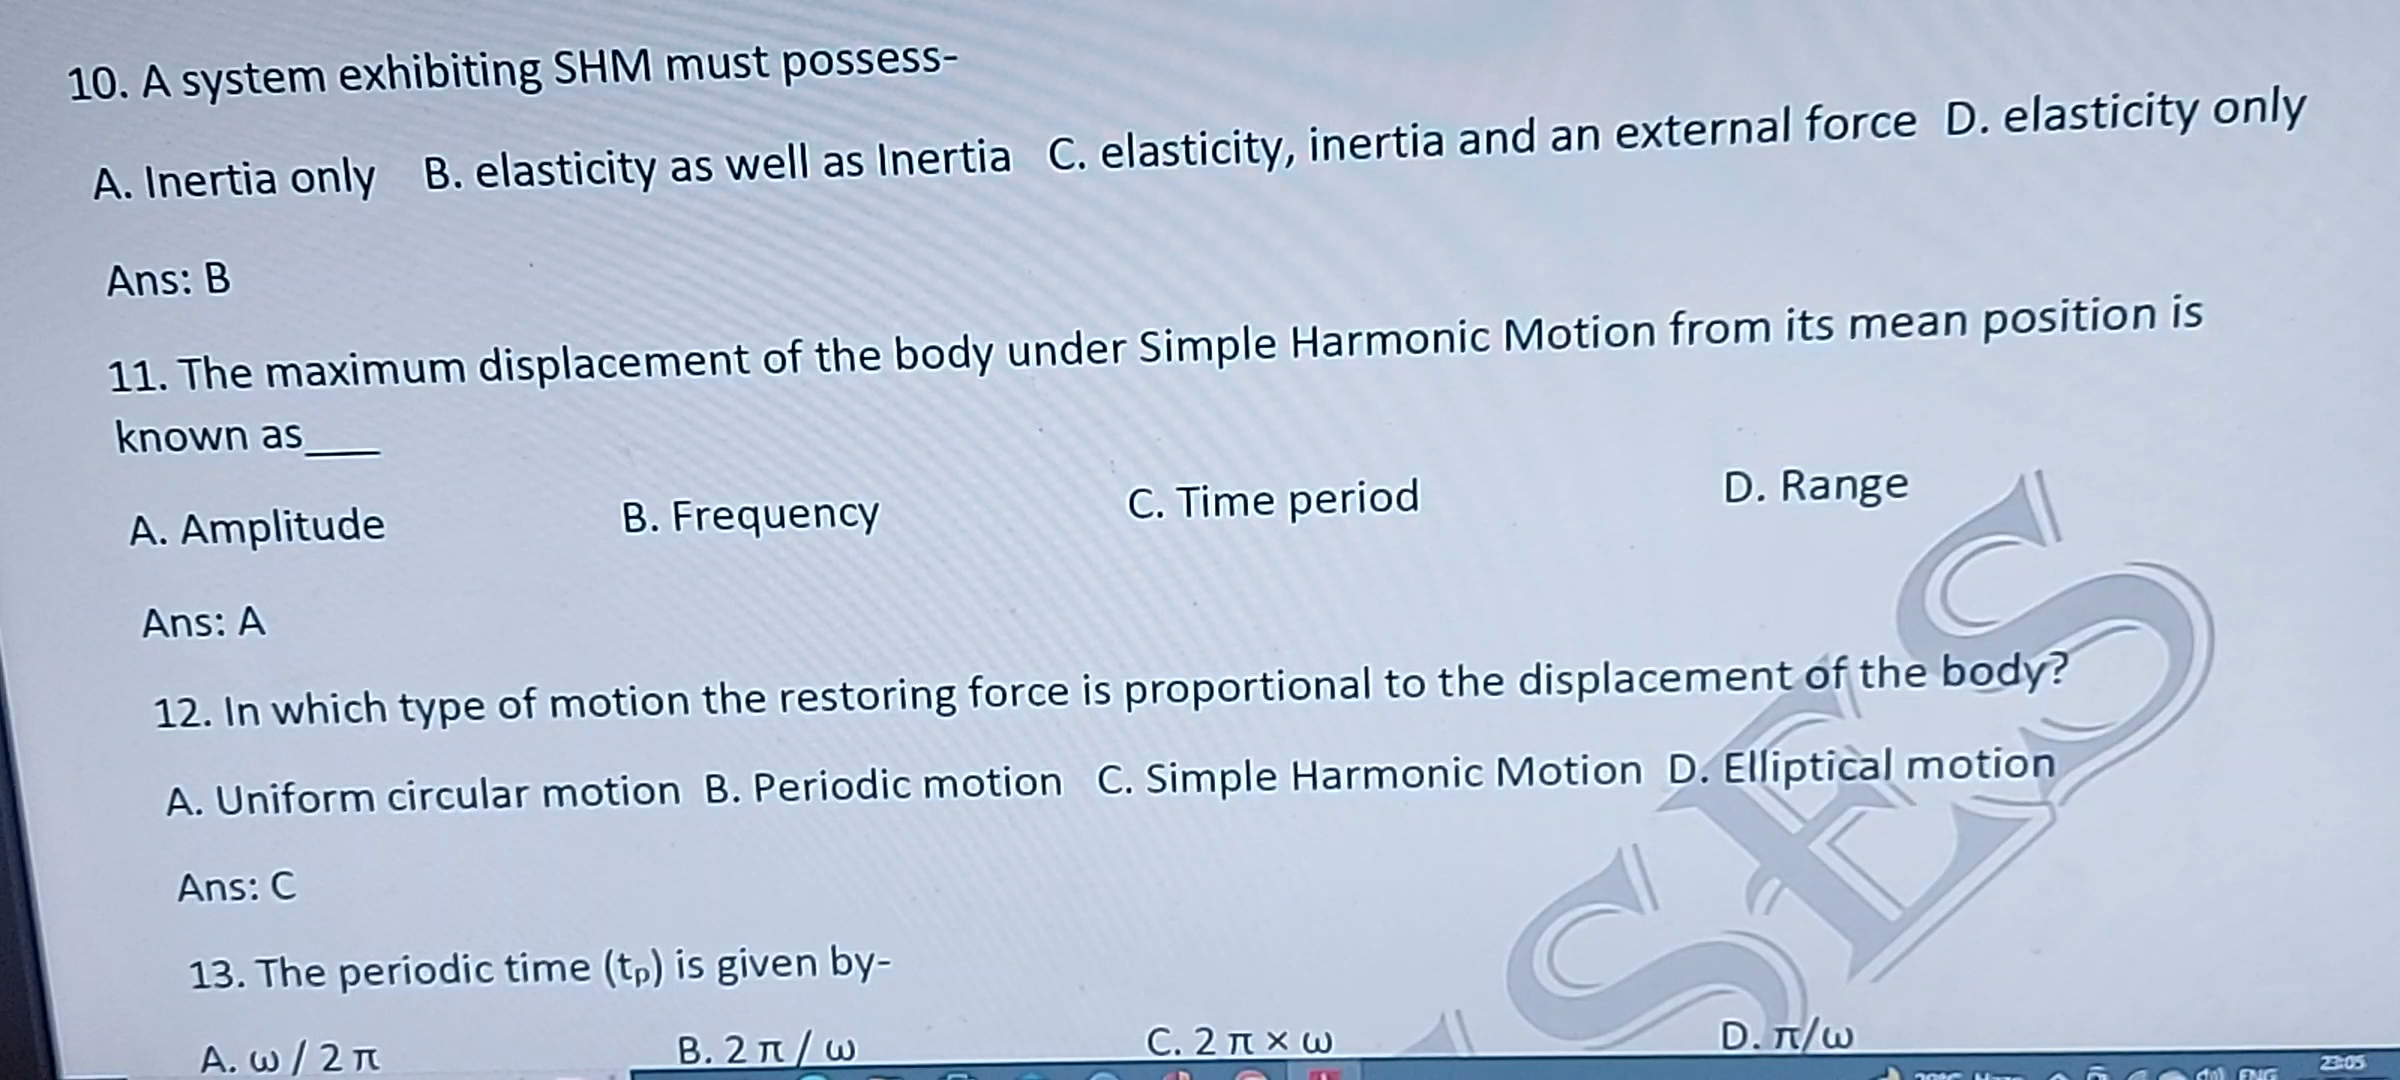 10. A system exhibiting SHM must possess-
A. Inertia only B. elasticity as well as Inertia C. elasticity, inertia and an external force D. elasticity only
Ans: B
11. The maximum displacement of the body under Simple Harmonic Motion from its mean position is
known as____
A. Amplitude B. Frequency C. Time period D. Range
Ans: A
12. In which type of motion the restoring force is proportional to the displacement of the body?
A. Uniform circular motion B. Periodic motion C. Simple Harmonic Motion D. Elliptical motion
Ans: C
13. The periodic time (tₚ) is given by-
A. ω / 2 π B. 2 π / ω C. 2 π × ω D. π/ω
SES
ENG 23:05